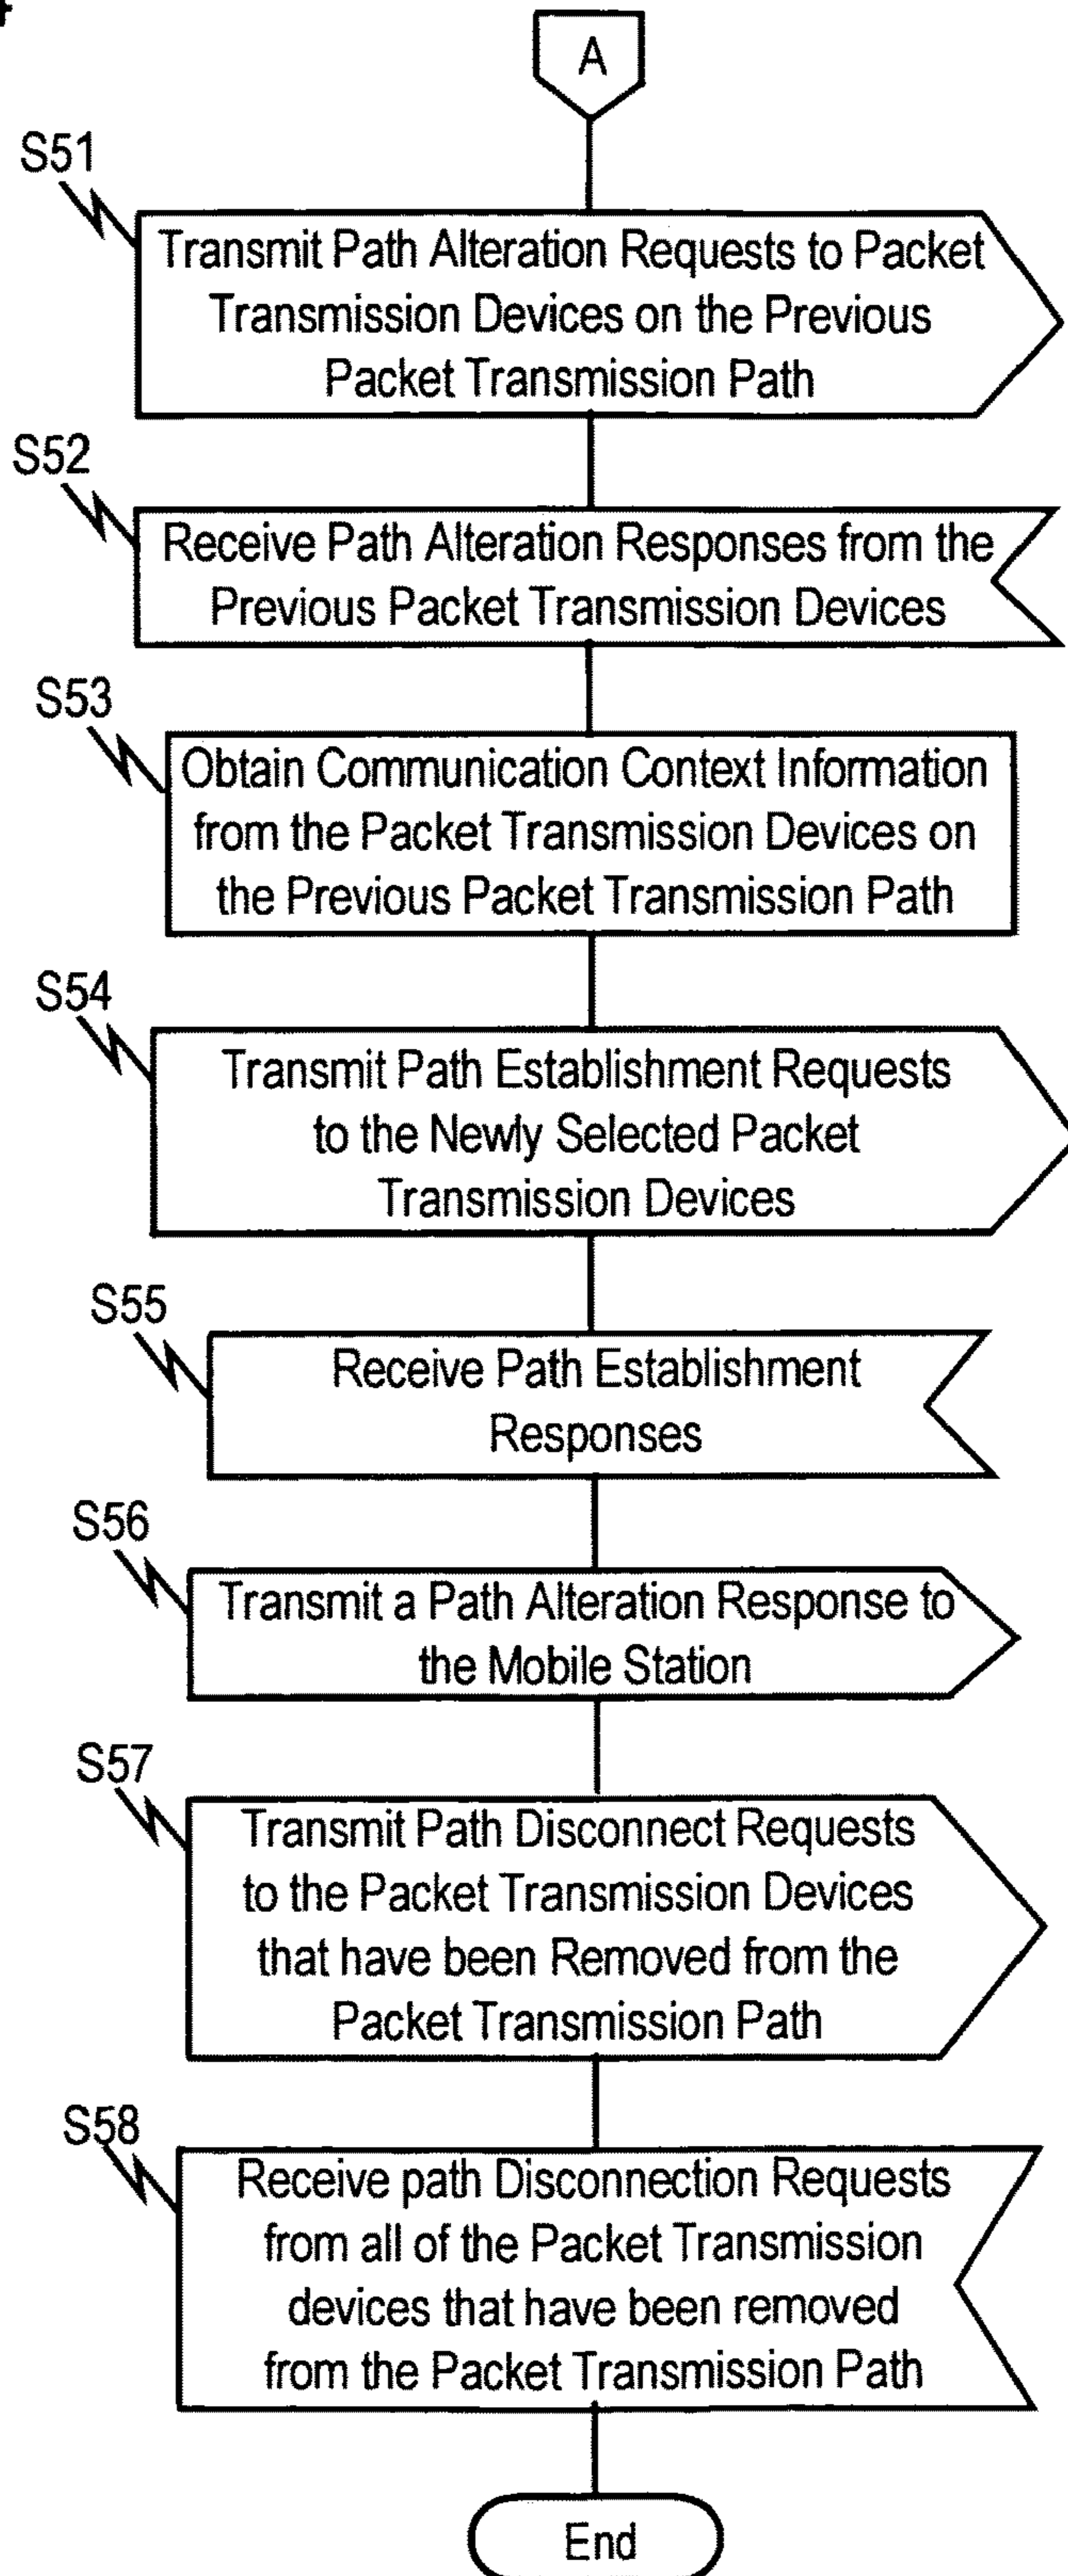 A
S51
Transmit Path Alteration Requests to Packet
Transmission Devices on the Previous
Packet Transmission Path
S52
Receive Path Alteration Responses from the
Previous Packet Transmission Devices
S53
Obtain Communication Context Information
from the Packet Transmission Devices on
the Previous Packet Transmission Path
S54
Transmit Path Establishment Requests
to the Newly Selected Packet
Transmission Devices
S55
Receive Path Establishment
Responses
S56
Transmit a Path Alteration Response to
the Mobile Station
S57
Transmit Path Disconnect Requests
to the Packet Transmission Devices
that have been Removed from the
Packet Transmission Path
S58
Receive path Disconnection Requests
from all of the Packet Transmission
devices that have been removed
from the Packet Transmission Path
End